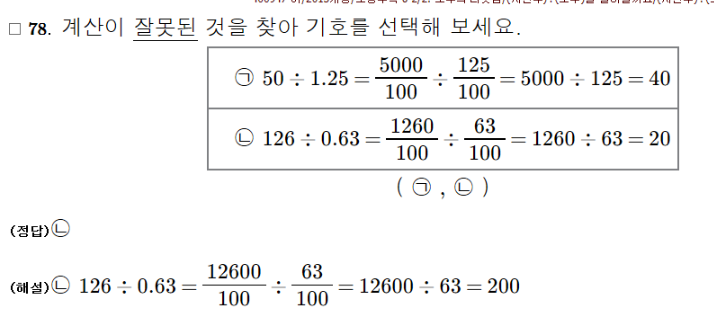 □ 78. 계산이 잘못된 것을 찾아 기호를 선택해 보세요.
㉠ 50 ÷ 1.25 = 5000/100 ÷ 125/100 = 5000 ÷ 125 = 40
㉡ 126 ÷ 0.63 = 1260/100 ÷ 63/100 = 1260 ÷ 63 = 20
( ㉠ , ㉡ )
(정답) ㉡
(해설) ㉡ 126 ÷ 0.63 = 12600/100 ÷ 63/100 = 12600 ÷ 63 = 200